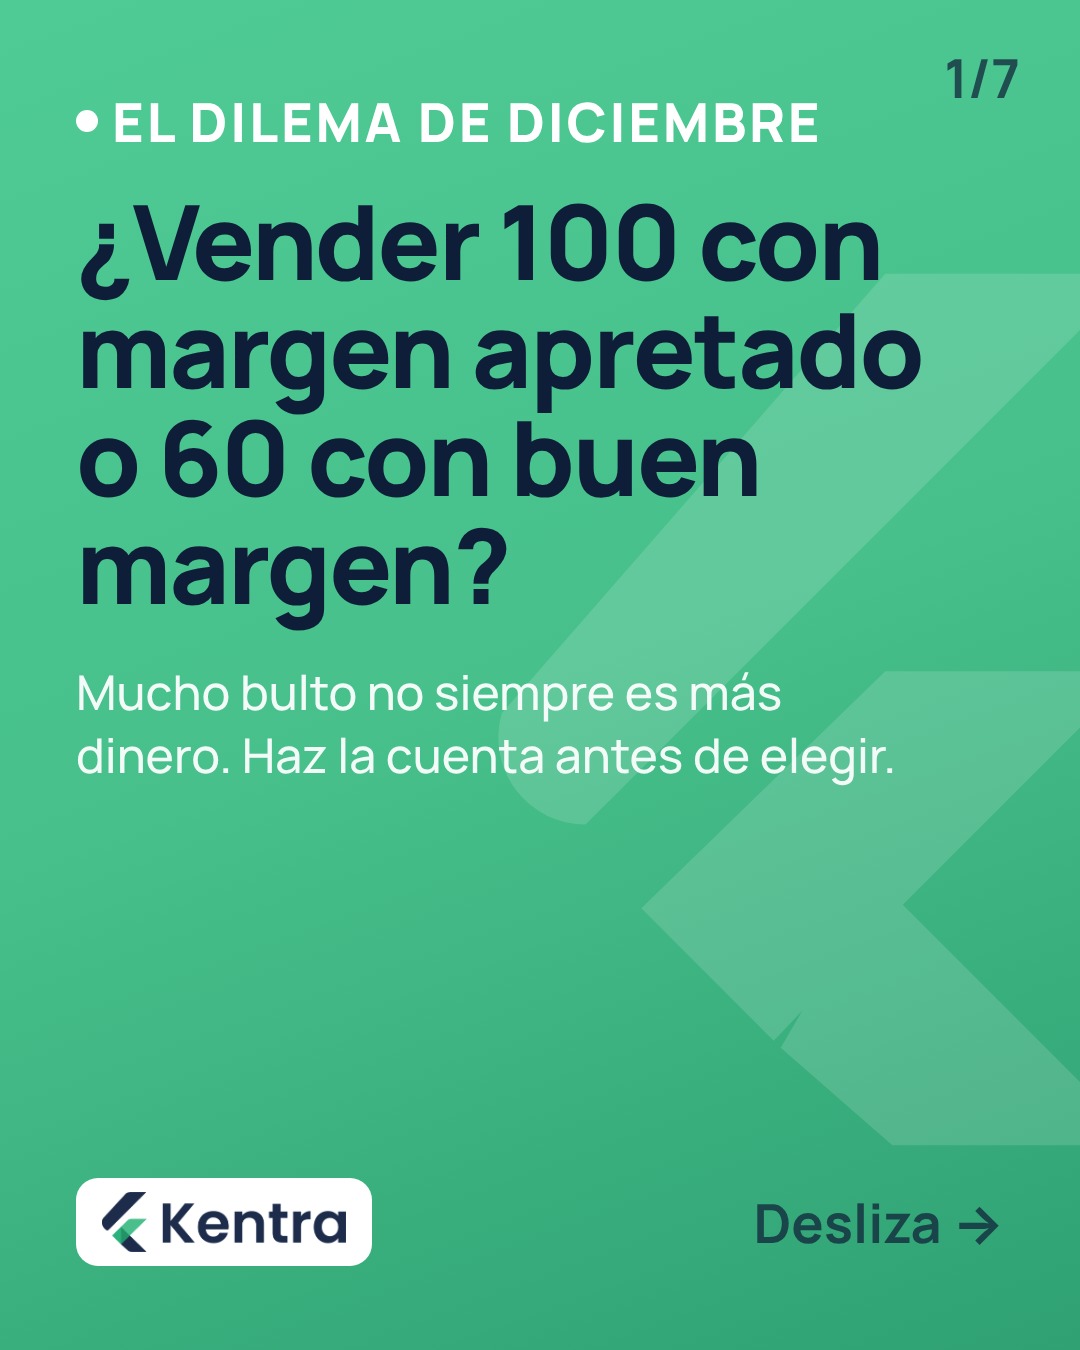 1/7
• EL DILEMA DE DICIEMBRE
¿Vender 100 con
margen apretado
o 60 con buen
margen?
Mucho bulto no siempre es más
dinero. Haz la cuenta antes de elegir.
Kentra
Desliza →